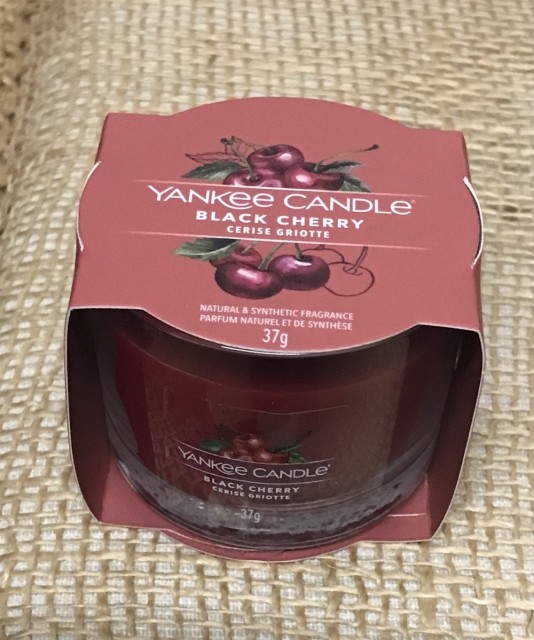 YANKEE CANDLE®
BLACK CHERRY
CERISE GRIOTTE
NATURAL & SYNTHETIC FRAGRANCE
PARFUM NATUREL ET DE SYNTHÈSE
37g
YANKEE CANDLE®
BLACK CHERRY
CERISE GRIOTTE
37g